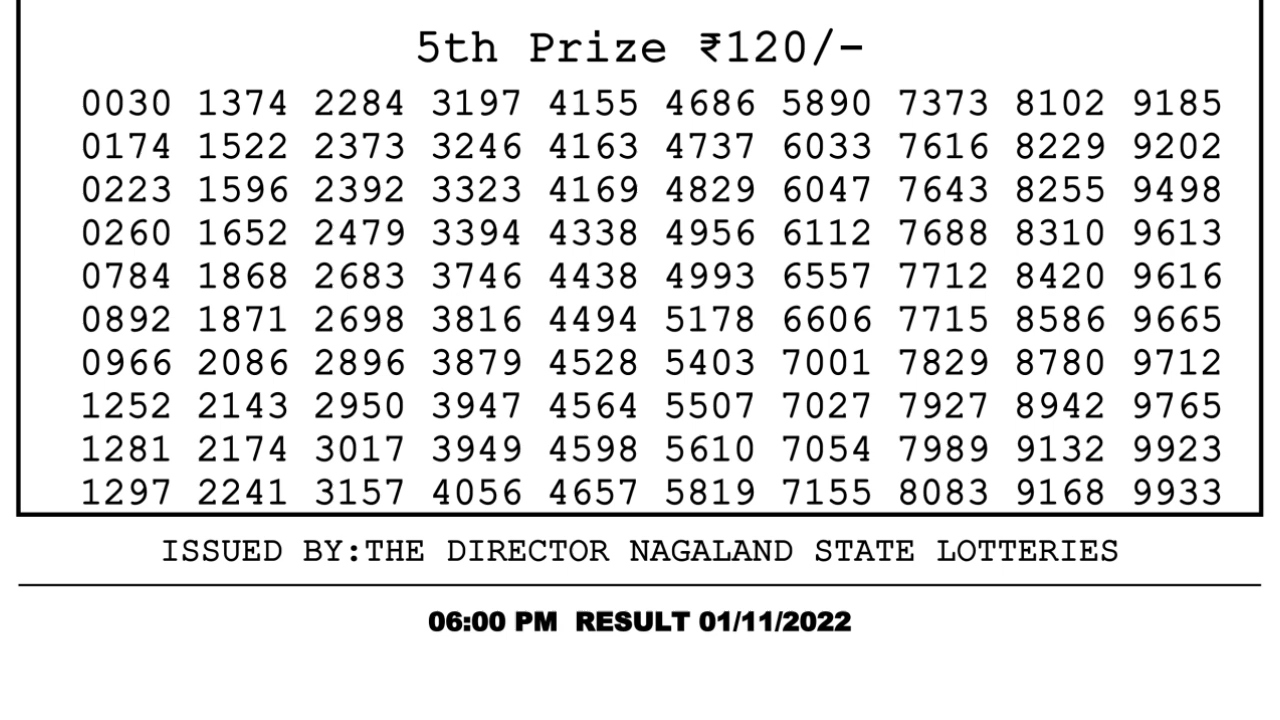 5th Prize ₹120/-
0030 1374 2284 3197 4155 4686 5890 7373 8102 9185
0174 1522 2373 3246 4163 4737 6033 7616 8229 9202
0223 1596 2392 3323 4169 4829 6047 7643 8255 9498
0260 1652 2479 3394 4338 4956 6112 7688 8310 9613
0784 1868 2683 3746 4438 4993 6557 7712 8420 9616
0892 1871 2698 3816 4494 5178 6606 7715 8586 9665
0966 2086 2896 3879 4528 5403 7001 7829 8780 9712
1252 2143 2950 3947 4564 5507 7027 7927 8942 9765
1281 2174 3017 3949 4598 5610 7054 7989 9132 9923
1297 2241 3157 4056 4657 5819 7155 8083 9168 9933
ISSUED BY:THE DIRECTOR NAGALAND STATE LOTTERIES
06:00 PM RESULT 01/11/2022